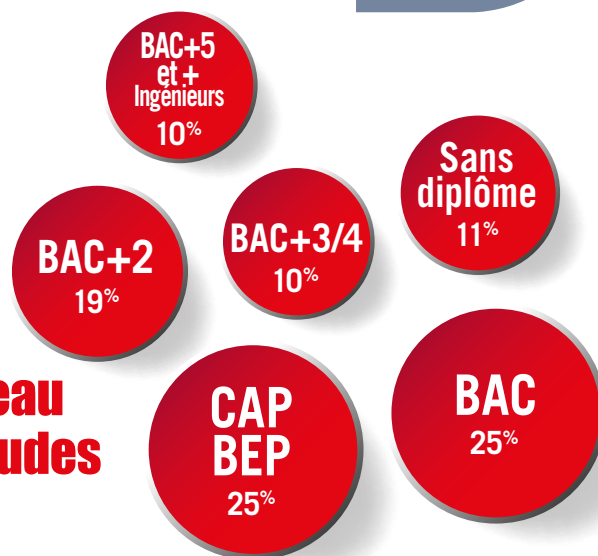 BAC+5
et +
Ingénieurs
10%
Sans
diplôme
11%
BAC+3/4
10%
BAC+2
19%
eau
udes
CAP
BEP
25%
BAC
25%